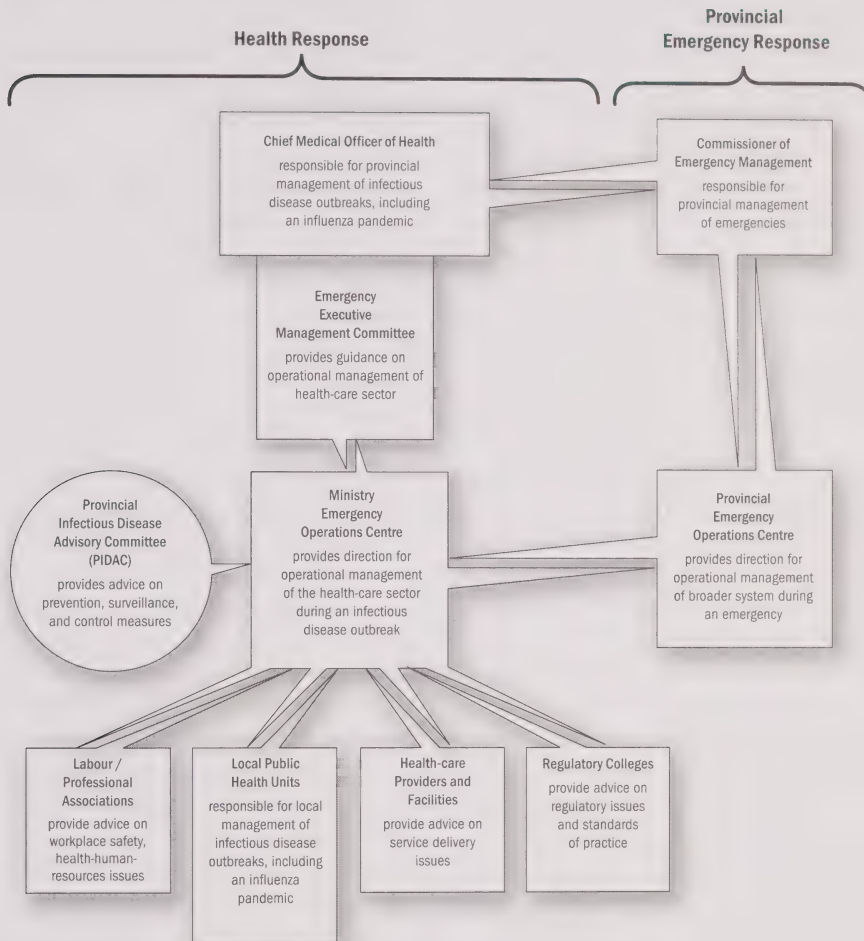 Health Response
Provincial
Emergency Response
Chief Medical Officer of Health
responsible for provincial
management of infectious
disease outbreaks, including
an influenza pandemic
Commissioner of
Emergency Management
responsible for
provincial management
of emergencies
Emergency
Executive
Management Committee
provides guidance on
operational management of
health-care sector
Provincial
Infectious Disease
Advisory Committee
(PIDAC)
provides advice on
prevention, surveillance,
and control measures
Ministry
Emergency
Operations Centre
provides direction for
operational management
of the health-care sector
during an infectious
disease outbreak
Provincial
Emergency
Operations Centre
provides direction for
operational management
of broader system during
an emergency
Labour /
Professional
Associations
provide advice on
workplace safety,
health-human-
resources issues
Local Public
Health Units
responsible for local
management of
infectious disease
outbreaks, including
an influenza
pandemic
Health-care
Providers and
Facilities
provide advice on
service delivery
issues
Regulatory Colleges
provide advice on
regulatory issues
and standards
of practice